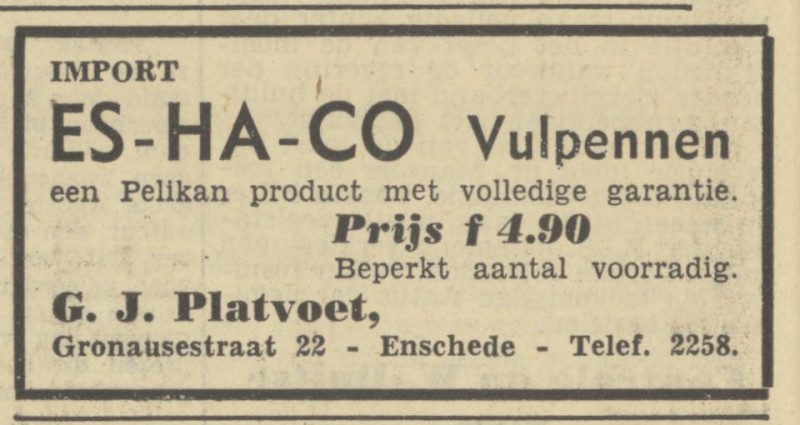 IMPORT
ES-HA-CO Vulpennen
een Pelikan product met volledige garantie.
Prijs f 4.90
Beperkt aantal voorradig.
G. J. Platvoet,
Gronausestraat 22 - Enschede - Telef. 2258.